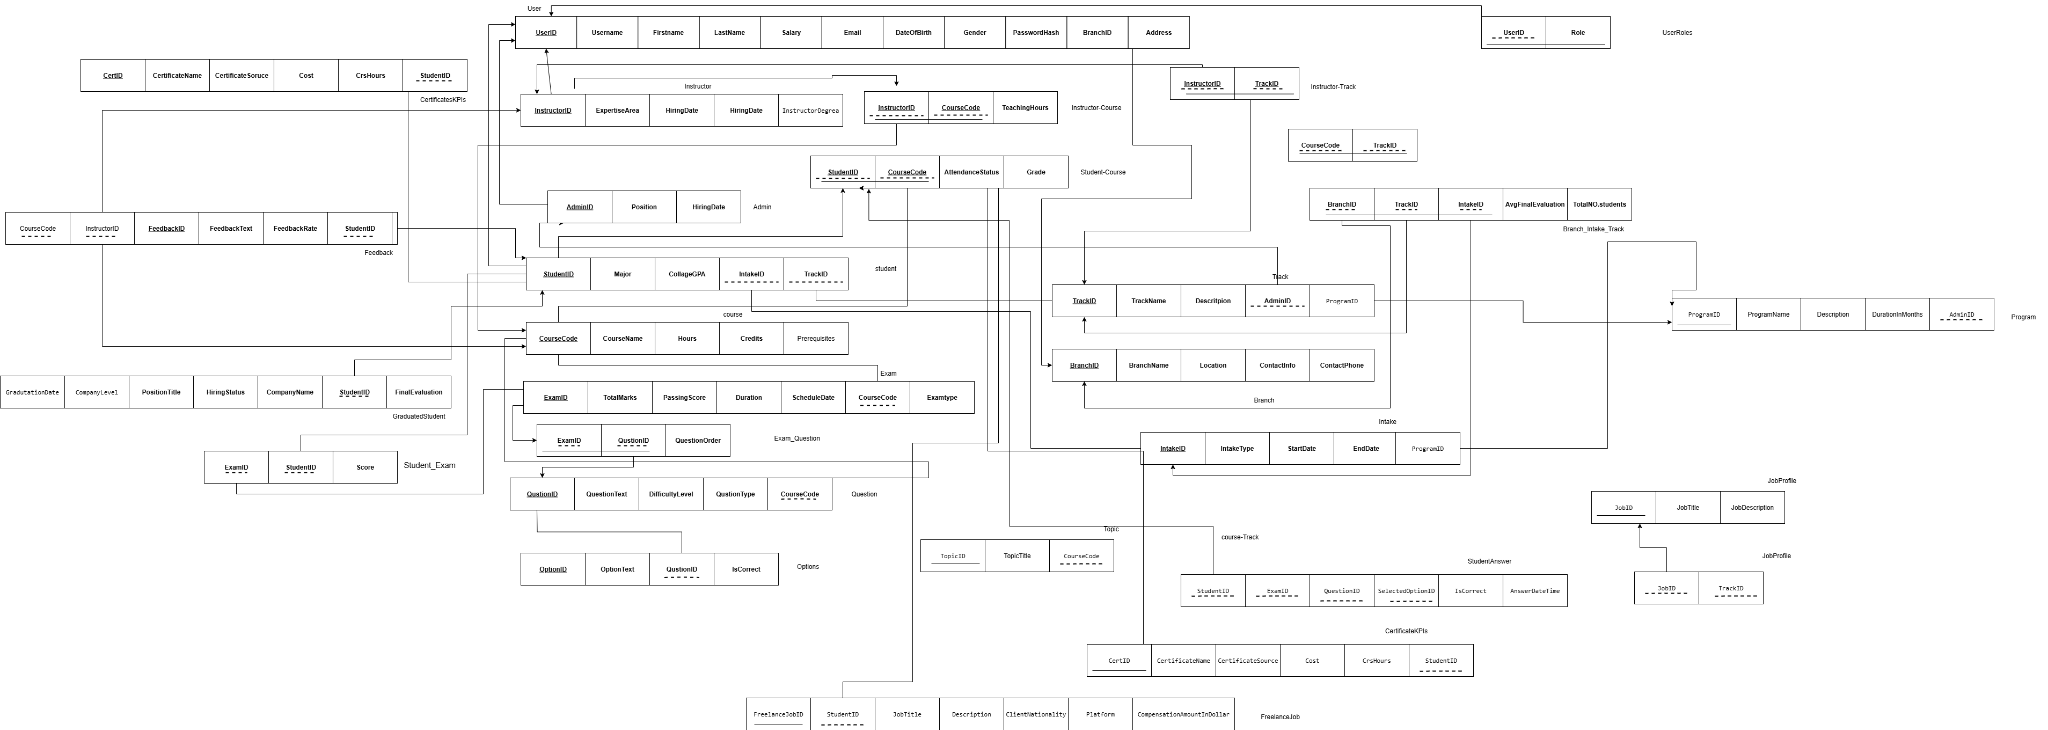 User
UserID Username Firstname LastName Salary Email DateOfBirth Gender PasswordHash BranchID Address
UserID Role
UserRoles
CertID CertificateName CertificateSoruce Cost CrsHours StudentID
CertificatesKPIs
Instructor
InstructorID ExpertiseArea HiringDate HiringDate InstructorDegrea
InstructorID CourseCode TeachingHours
Instructor-Course
InstructorID TrackID
Instructor-Track
CourseCode TrackID
StudentID CourseCode AttendanceStatus Grade
Student-Course
AdminID Position HiringDate
Admin
BranchID TrackID IntakeID AvgFinalEvaluation TotalNO.students
Branch_Intake_Track
CourseCode InstructorID FeedbackID FeedbackText FeedbackRate StudentID
Feedback
StudentID Major CollageGPA IntakeID TrackID
student
Track
TrackID TrackName Descritpion AdminID ProgramID
ProgramID ProgramName Description DurationInMonths AdminID
Program
course
CourseCode CourseName Hours Credits Prerequisites
BranchID BranchName Location ContactInfo ContactPhone
Branch
GradutationDate CompanyLevel PositionTitle HiringStatus CompanyName StudentID FinalEvaluation
GraduatedStudent
Exam
ExamID TotalMarks PassingScore Duration ScheduleDate CourseCode Examtype
ExamID QustionID QuestionOrder
Exam_Question
Intake
IntakeID IntakeType StartDate EndDate ProgramID
ExamID StudentID Score
Student_Exam
QustionID QuestionText DifficultyLevel QustionType CourseCode
Question
JobProfile
JobID JobTitle JobDescription
Topic
TopicID TopicTitle CourseCode
course-Track
OptionID OptionText QustionID IsCorrect
Options
JobProfile
JobID TrackID
StudentAnswer
StudentID ExamID QuestionID SelectedOptionID IsCorrect AnswerDateTime
CertificateKPIs
CertID CertificateName CertificateSource Cost CrsHours StudentID
FreelanceJobID StudentID JobTitle Description ClientNationality Platform CompensationAmountInDollar
FreelanceJob